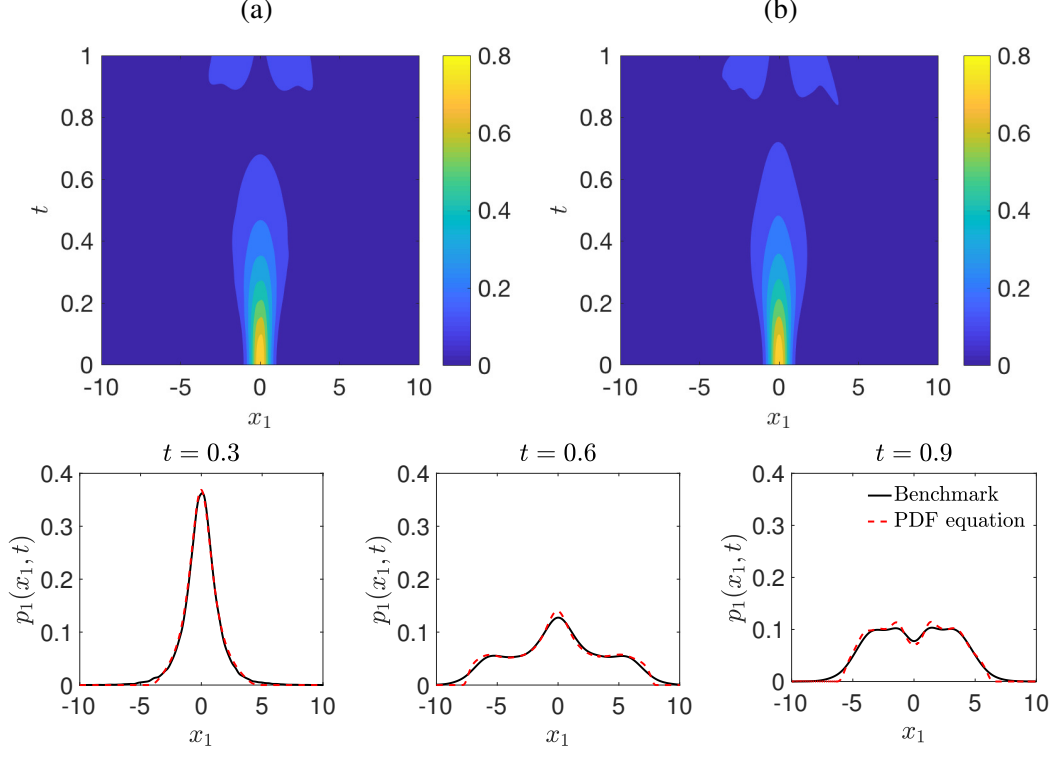 (a) (b)
1 0.8 1 0.8
0.8 0.8
0.6 0.6
0.6 0.6
t 0.4 t 0.4
0.4 0.4
0.2 0.2
0.2 0.2
0 0 0 0
-10 -5 0 5 10 -10 -5 0 5 10
x₁ x₁
t = 0.3 t = 0.6 t = 0.9
0.4 0.4 0.4
Benchmark
PDF equation
0.3 0.3 0.3
p₁(x₁, t) p₁(x₁, t) p₁(x₁, t)
0.2 0.2 0.2
0.1 0.1 0.1
0 0 0
-10 -5 0 5 10 -10 -5 0 5 10 -10 -5 0 5 10
x₁ x₁ x₁